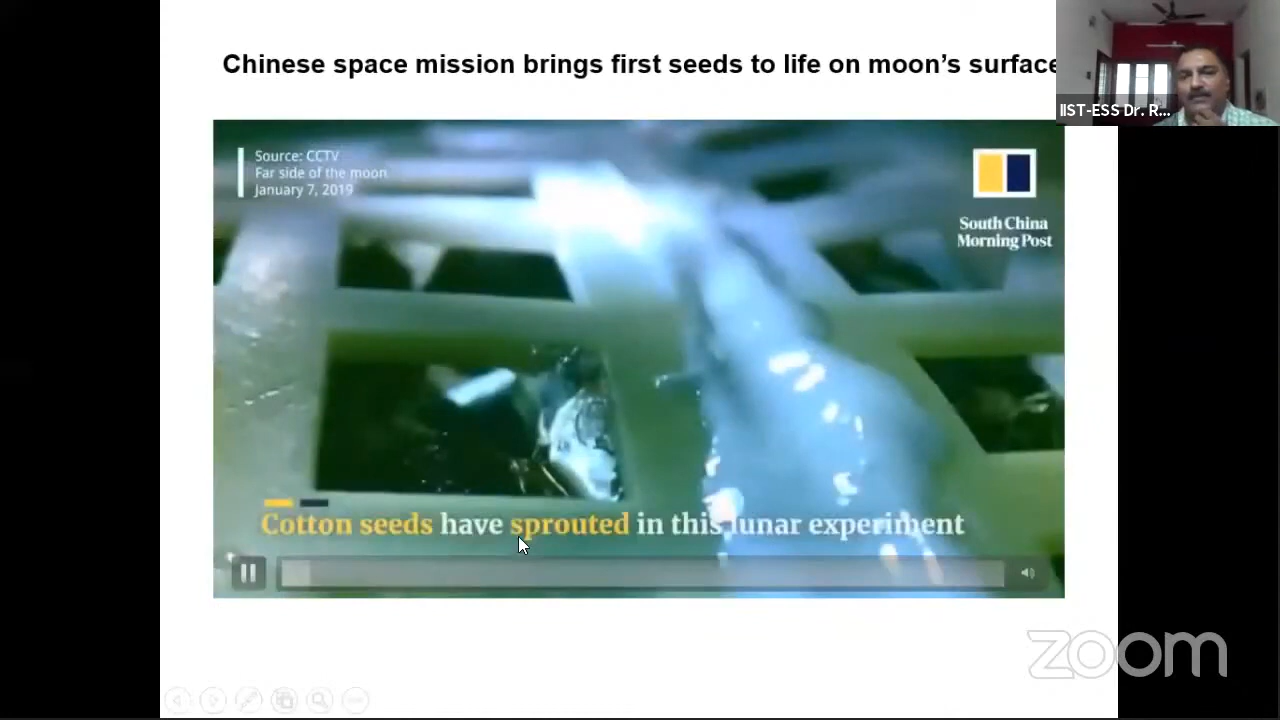 Chinese space mission brings first seeds to life on moon's surface
IIST-ESS Dr. R...
Source: CCTV
Far side of the moon
January 7, 2019
South China
Morning Post
Cotton seeds have sprouted in this lunar experiment
zoom